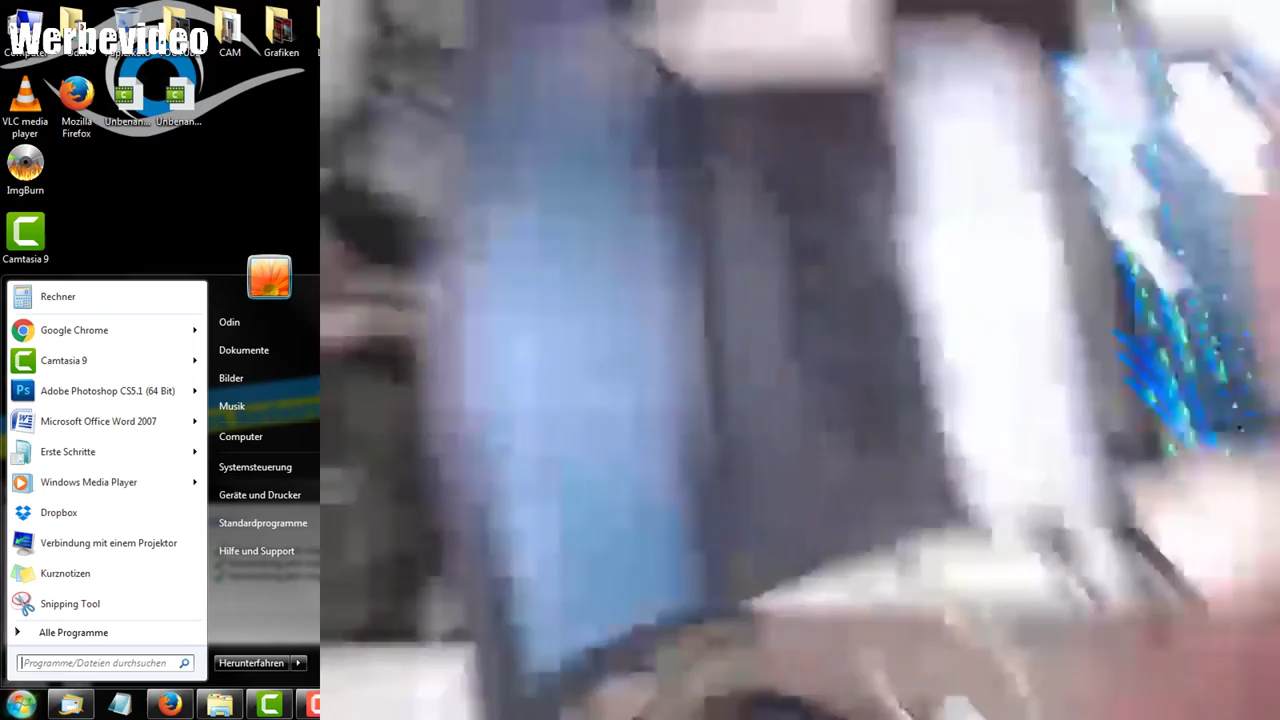 Werbevideo
CAM
Grafiken
VLC media
player
Mozilla
Firefox
Unbenan...
Unbenan...
ImgBurn
Camtasia 9
Rechner
Google Chrome
Camtasia 9
Adobe Photoshop CS5.1 (64 Bit)
Microsoft Office Word 2007
Erste Schritte
Windows Media Player
Dropbox
Verbindung mit einem Projektor
Kurznotizen
Snipping Tool
Alle Programme
Programme/Dateien durchsuchen
Odin
Dokumente
Bilder
Musik
Computer
Systemsteuerung
Geräte und Drucker
Standardprogramme
Hilfe und Support
Herunterfahren